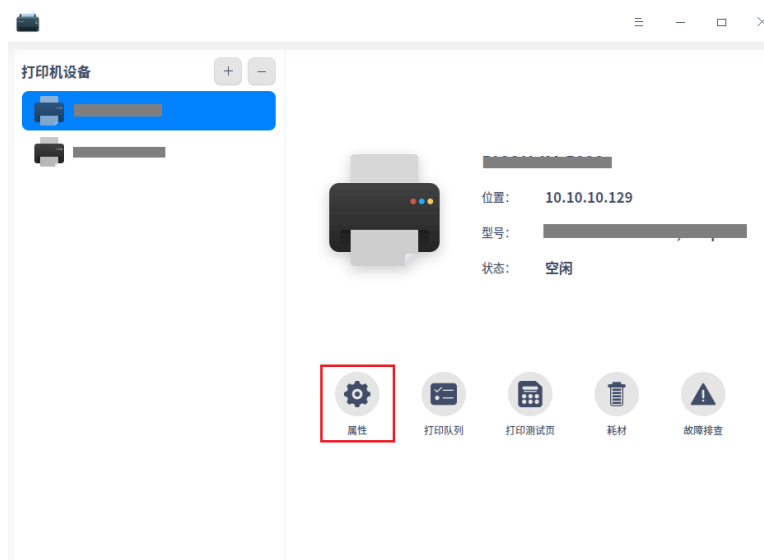 打印机设备
位置: 10.10.10.129
型号:
状态: 空闲
属性 打印队列 打印测试页 耗材 故障排查